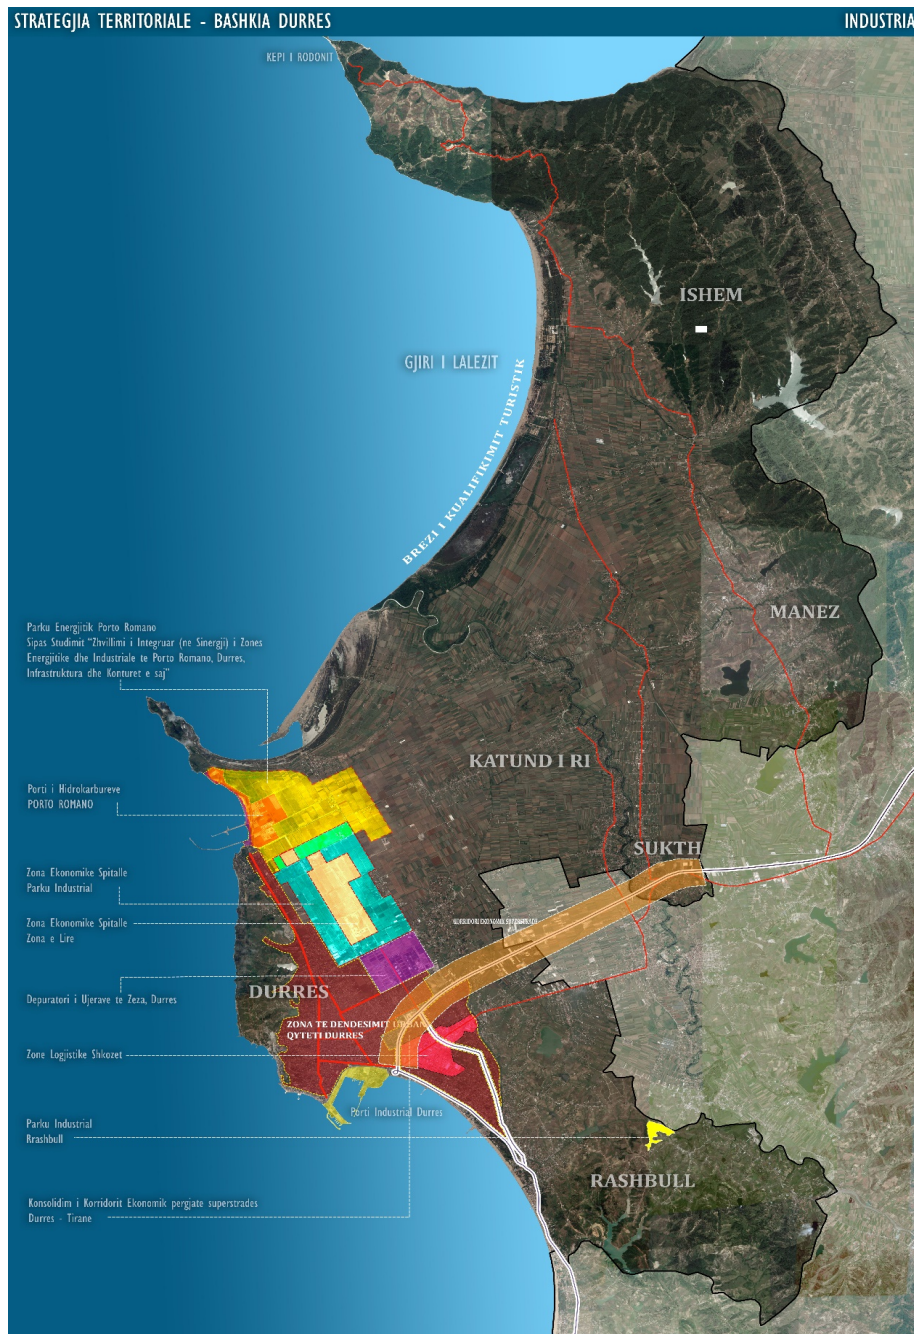 STRATEGJIA TERRITORIALE - BASHKIA DURRES
INDUSTRIA
KEPI I RODONIT
ISHEM
GJIRI I LALEZIT
BREZI I KUALIFIKIMIT TURISTIK
MANEZ
Parku Energjitik Porto Romano
Sipas Studimit "Zhvillimi i Integruar (ne Sinergji) i Zones
Energjitike dhe Industriale te Porto Romano, Durres,
Infrastruktura dhe Konturet e saj"
KATUND I RI
Porti i Hidrokarbureve
PORTO ROMANO
SUKTH
Zona Ekonomike Spitalle
Parku Industrial
Zona Ekonomike Spitalle
Zona e Lire
KORRIDORI EKONOMIK SUPERSTRADE
DURRES
Depuratori i Ujerave te Zeza, Durres
ZONA TE DENDESIMIT URBAN
QYTETI DURRES
Zone Logjistike Shkozet
Porti Industrial Durres
Parku Industrial
Rrashbull
RASHBULL
Konsolidim i Korridorit Ekonomik pergjate superstrades
Durres - Tirane